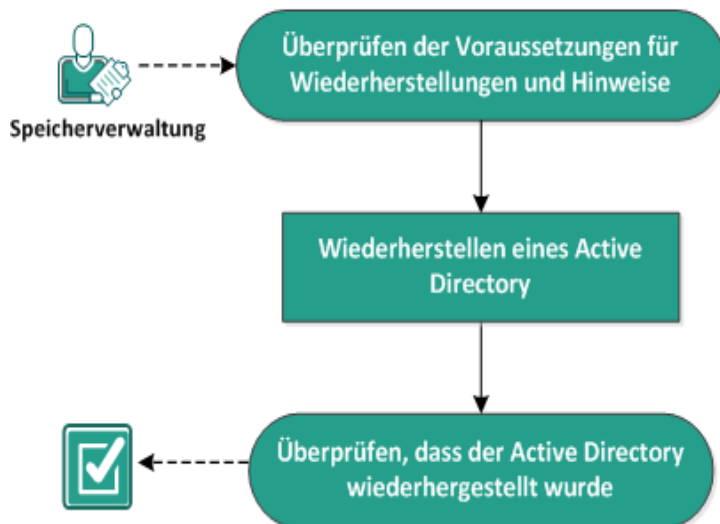 Überprüfen der Voraussetzungen für
Wiederherstellungen und Hinweise
Speicherverwaltung
Wiederherstellen eines Active
Directory
Überprüfen, dass der Active Directory
wiederhergestellt wurde